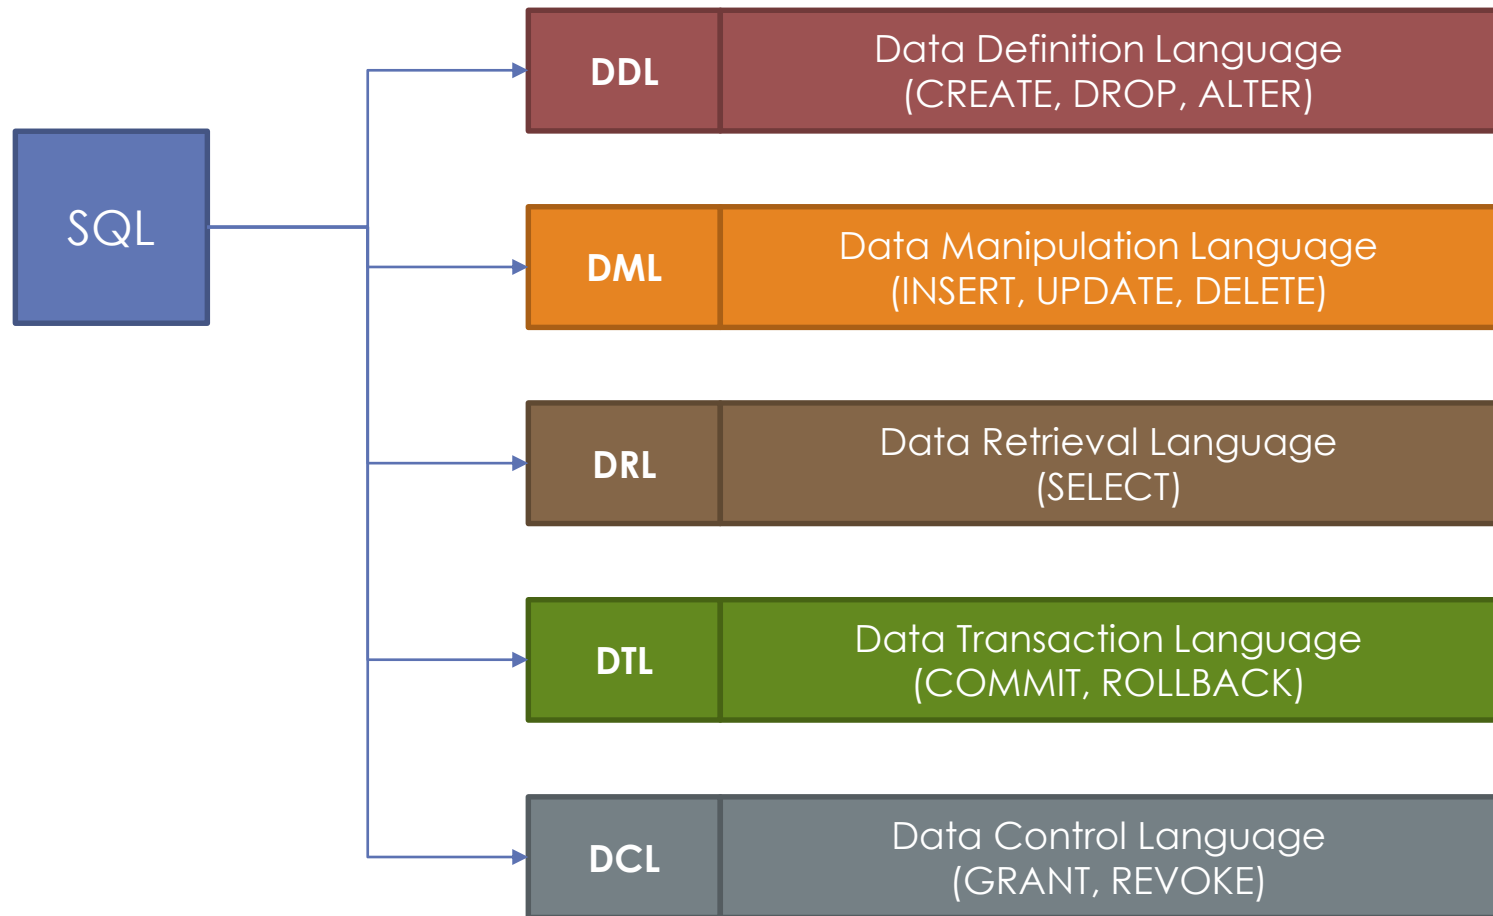 SQL
DDL
Data Definition Language
(CREATE, DROP, ALTER)
DML
Data Manipulation Language
(INSERT, UPDATE, DELETE)
DRL
Data Retrieval Language
(SELECT)
DTL
Data Transaction Language
(COMMIT, ROLLBACK)
DCL
Data Control Language
(GRANT, REVOKE)